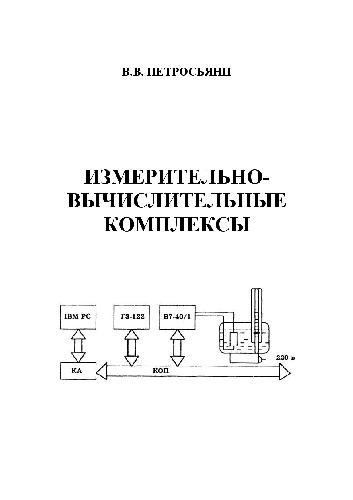 В.В. ПЕТРОСЬЯНЦ
ИЗМЕРИТЕЛЬНО-
ВЫЧИСЛИТЕЛЬНЫЕ
КОМПЛЕКСЫ
IBM PC
Г3-122
В7-40/1
220 в
КА
КОП